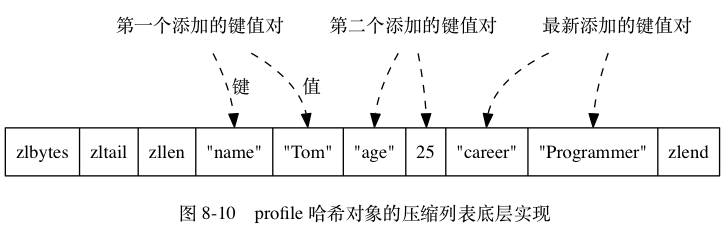 第一个添加的键值对 第二个添加的键值对 最新添加的键值对
键 值
zlbytes zltail zllen "name" "Tom" "age" 25 "career" "Programmer" zlend
图 8-10 profile 哈希对象的压缩列表底层实现